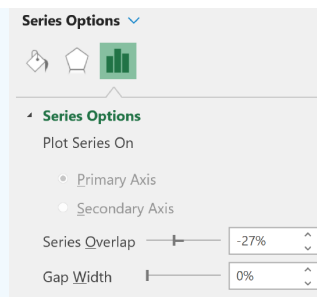 Series Options
Series Options
Plot Series On
Primary Axis
Secondary Axis
Series Overlap -27%
Gap Width 0%